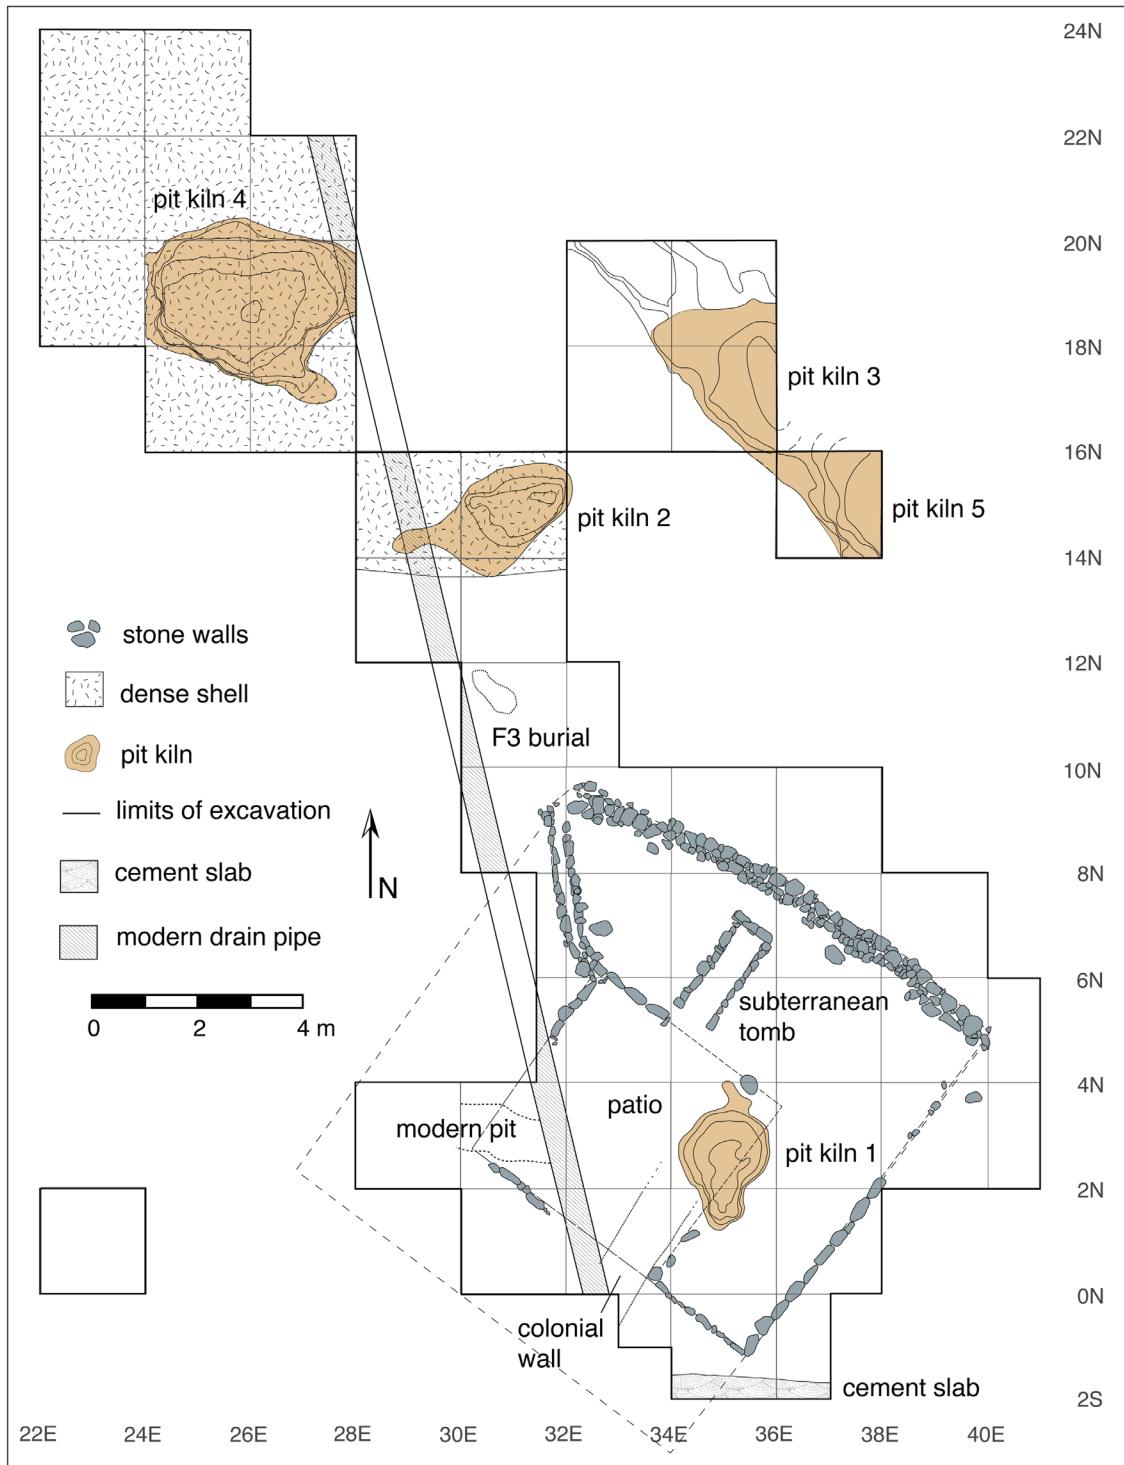 24N
22N
pit kiln 4
20N
18N
pit kiln 3
16N
pit kiln 5
pit kiln 2
14N
stone walls
12N
dense shell
F3 burial
pit kiln
10N
limits of excavation
N
cement slab
8N
modern drain pipe
6N
0 2 4 m
subterranean
tomb
4N
patio
modern pit
pit kiln 1
2N
0N
colonial
wall
cement slab
2S
22E 24E 26E 28E 30E 32E 34E 36E 38E 40E